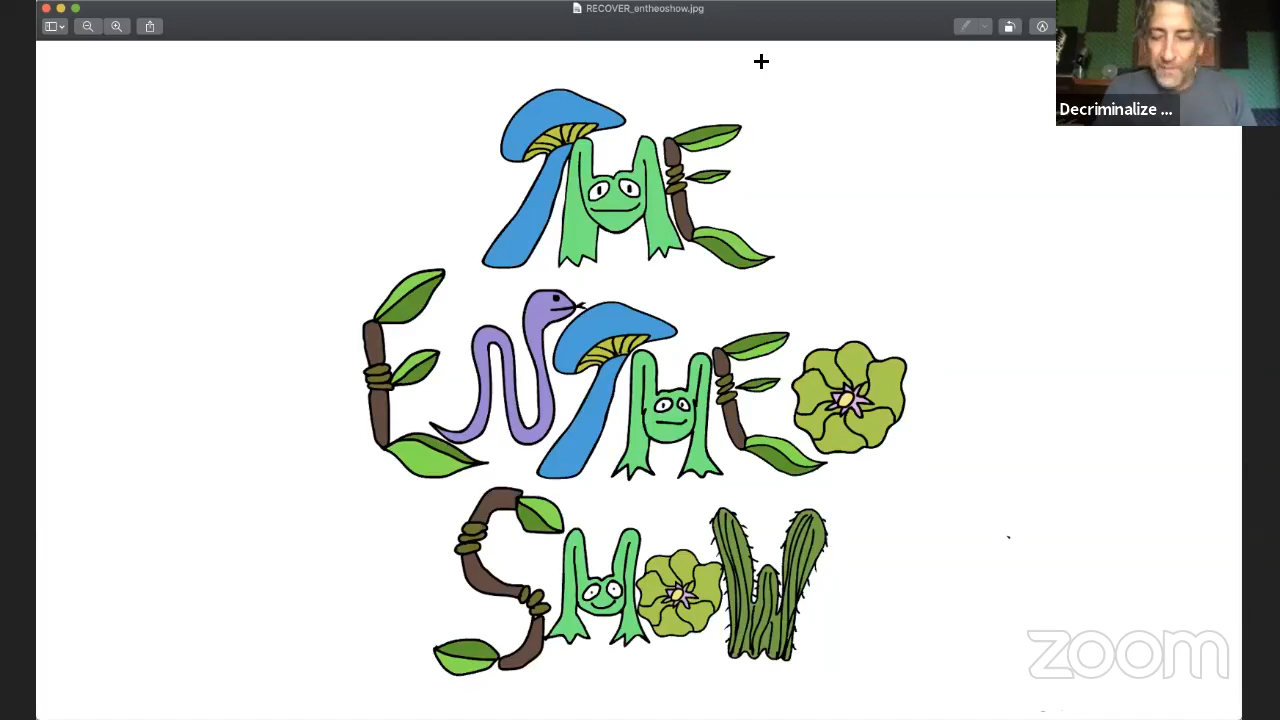 RECOVER_entheoshow.jpg
Decriminalize ...
THE
ENTHEO
SHOW
zoom